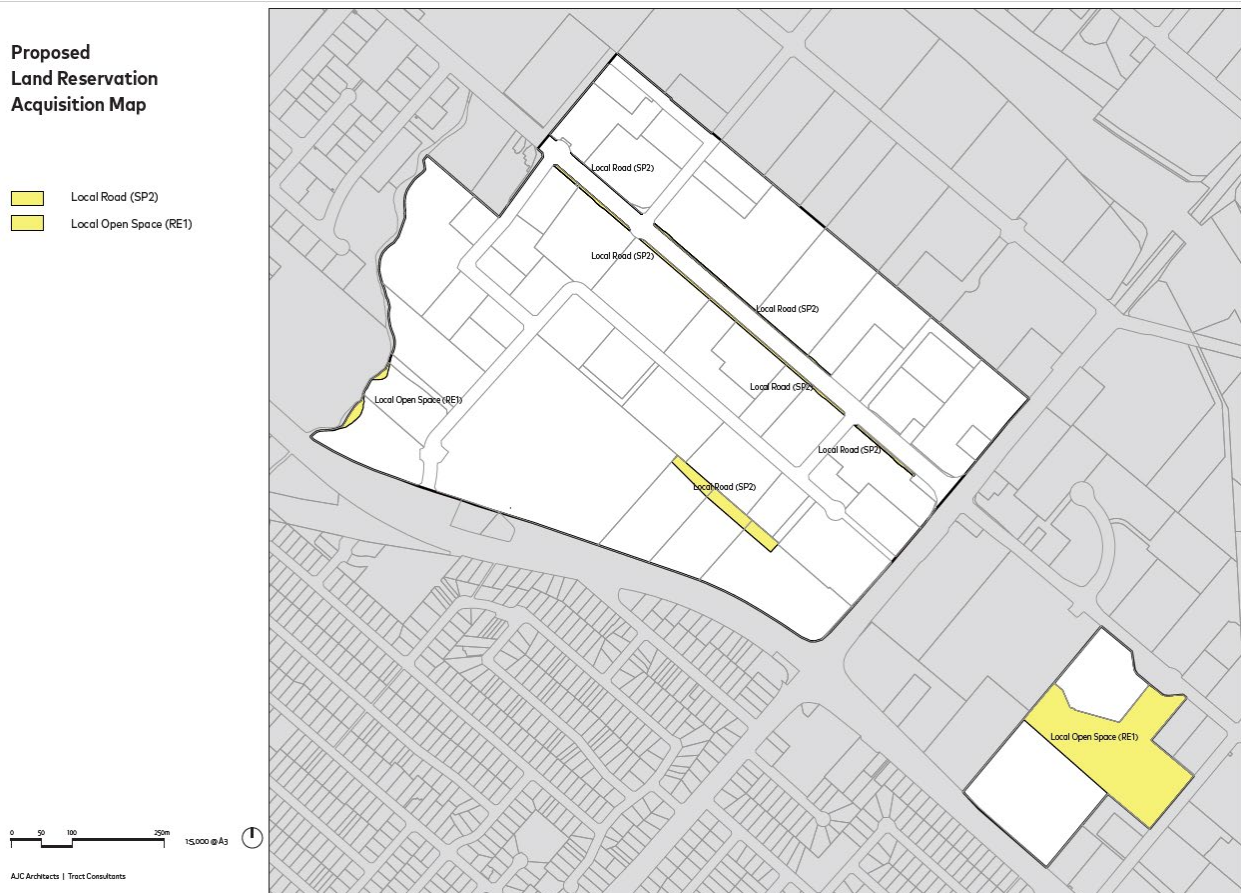 Proposed
Land Reservation
Acquisition Map
Local Road (SP2)
Local Open Space (RE1)
Local Road (SP2)
Local Road (SP2)
Local Road (SP2)
Local Road (SP2)
Local Open Space (RE1)
Local Road (SP2)
Local Road (SP2)
Local Open Space (RE1)
0 50 100 250m
1:5,000 @ A3
AJC Architects | Tract Consultants